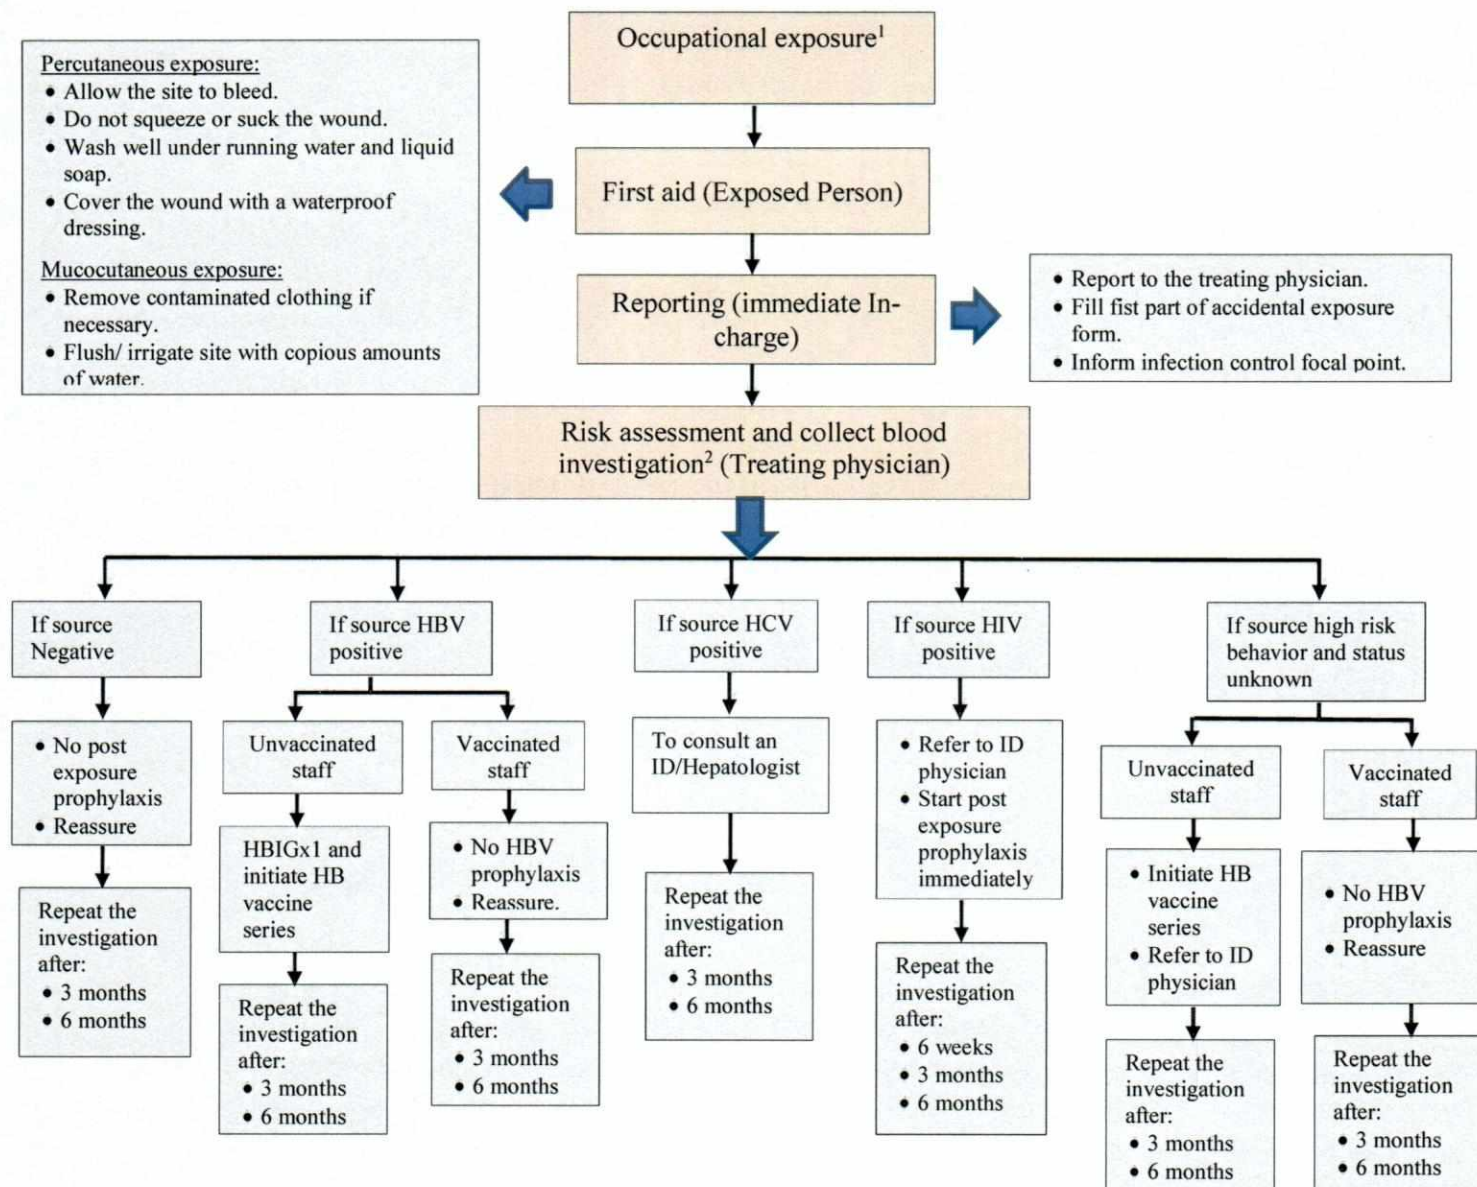 Occupational exposure¹
Percutaneous exposure:
• Allow the site to bleed.
• Do not squeeze or suck the wound.
• Wash well under running water and liquid
soap.
• Cover the wound with a waterproof
dressing.
Mucocutaneous exposure:
• Remove contaminated clothing if
necessary.
• Flush/ irrigate site with copious amounts
of water.
First aid (Exposed Person)
Reporting (immediate In-
charge)
• Report to the treating physician.
• Fill fist part of accidental exposure
form.
• Inform infection control focal point.
Risk assessment and collect blood
investigation² (Treating physician)
If source
Negative
• No post
exposure
prophylaxis
• Reassure
Repeat the
investigation
after:
• 3 months
• 6 months
If source HBV
positive
Unvaccinated
staff
HBIGx1 and
initiate HB
vaccine
series
Repeat the
investigation
after:
• 3 months
• 6 months
Vaccinated
staff
• No HBV
prophylaxis
• Reassure.
Repeat the
investigation
after:
• 3 months
• 6 months
If source HCV
positive
To consult an
ID/Hepatologist
Repeat the
investigation
after:
• 3 months
• 6 months
If source HIV
positive
• Refer to ID
physician
• Start post
exposure
prophylaxis
immediately
Repeat the
investigation
after:
• 6 weeks
• 3 months
• 6 months
If source high risk
behavior and status
unknown
Unvaccinated
staff
• Initiate HB
vaccine
series
• Refer to ID
physician
Repeat the
investigation
after:
• 3 months
• 6 months
Vaccinated
staff
• No HBV
prophylaxis
• Reassure
Repeat the
investigation
after:
• 3 months
• 6 months